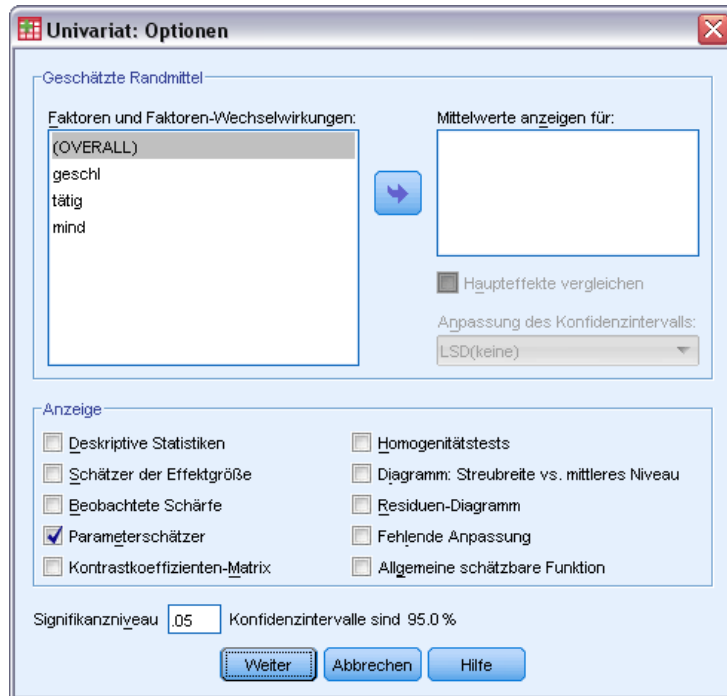 Univariat: Optionen
Geschätzte Randmittel
Faktoren und Faktoren-Wechselwirkungen:
(OVERALL)
geschl
tätig
mind
Mittelwerte anzeigen für:
Haupteffekte vergleichen
Anpassung des Konfidenzintervalls:
LSD(keine)
Anzeige
Deskriptive Statistiken
Schätzer der Effektgröße
Beobachtete Schärfe
Parameterschätzer
Kontrastkoeffizienten-Matrix
Homogenitätstests
Diagramm: Streubreite vs. mittleres Niveau
Residuen-Diagramm
Fehlende Anpassung
Allgemeine schätzbare Funktion
Signifikanzniveau .05 Konfidenzintervalle sind 95.0 %
Weiter Abbrechen Hilfe